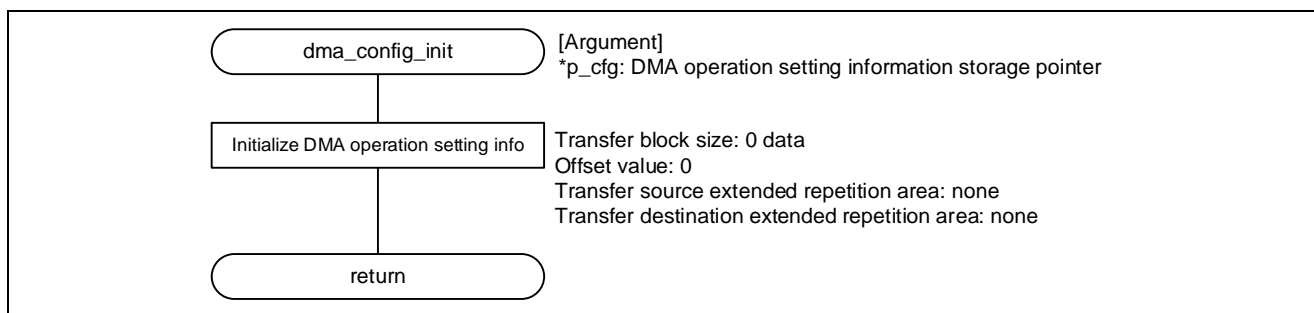 dma_config_init
[Argument]
*p_cfg: DMA operation setting information storage pointer
Initialize DMA operation setting info
Transfer block size: 0 data
Offset value: 0
Transfer source extended repetition area: none
Transfer destination extended repetition area: none
return